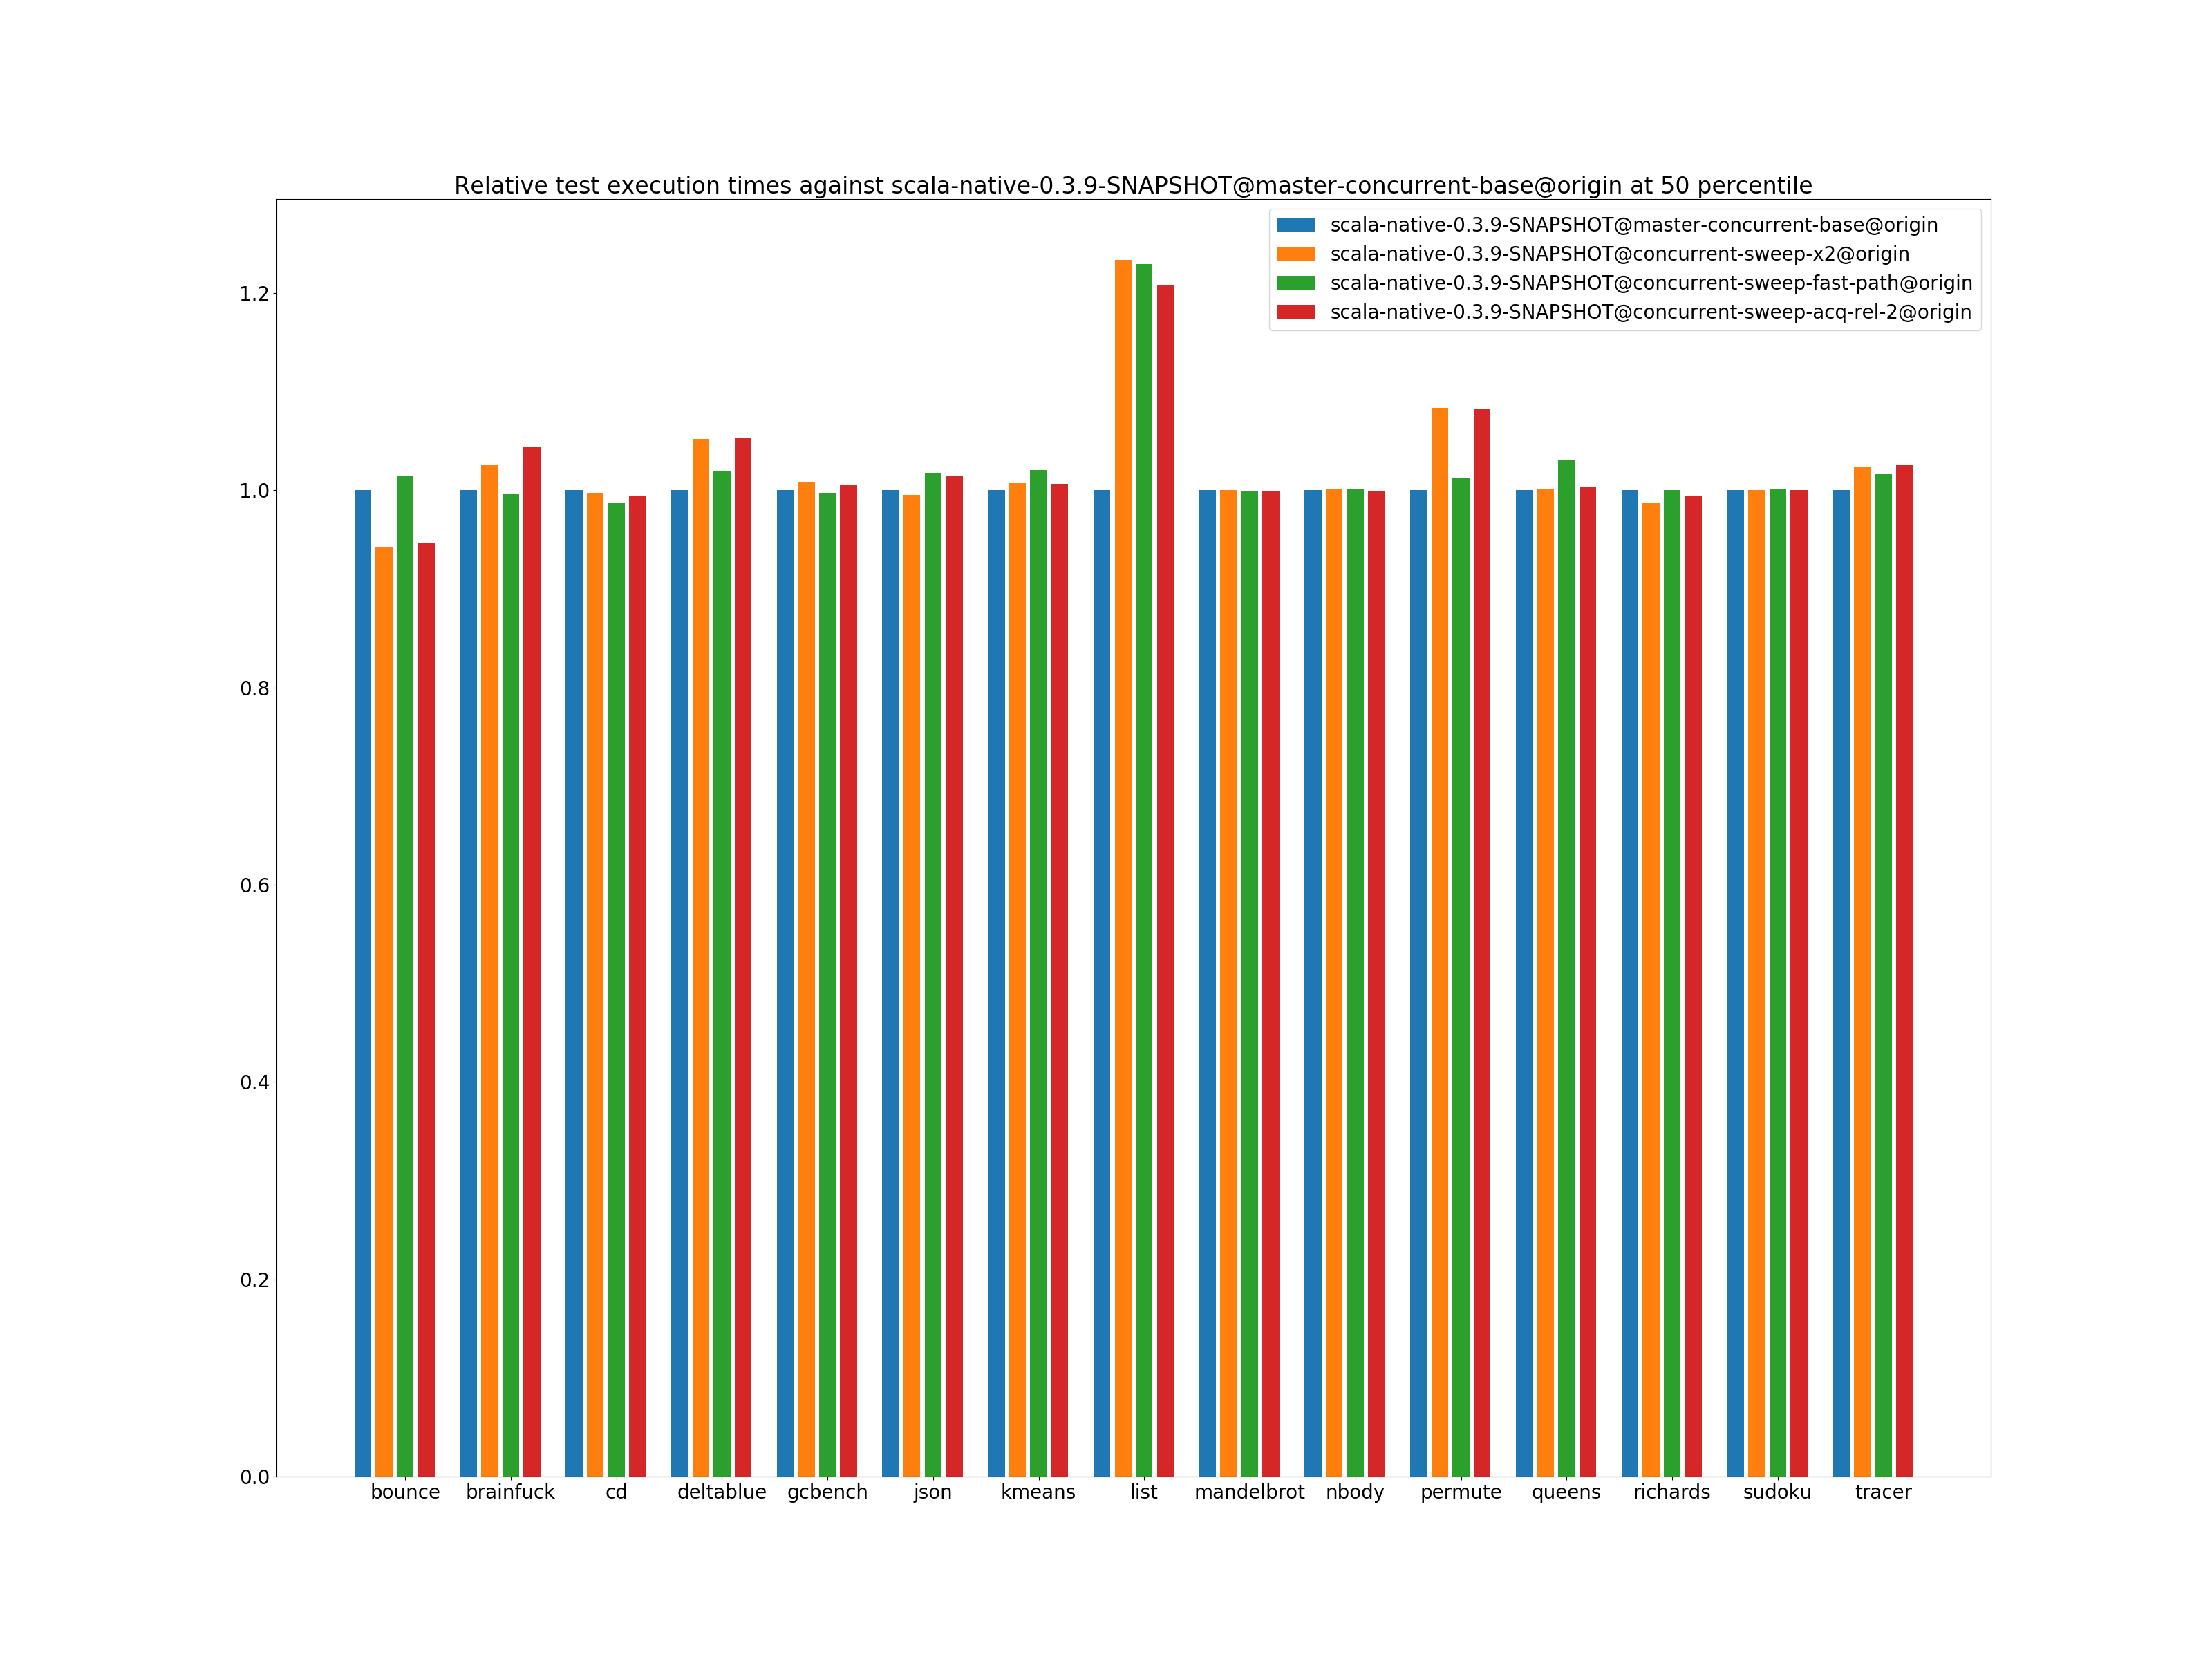 Relative test execution times against scala-native-0.3.9-SNAPSHOT@master-concurrent-base@origin at 50 percentile
scala-native-0.3.9-SNAPSHOT@master-concurrent-base@origin
scala-native-0.3.9-SNAPSHOT@concurrent-sweep-x2@origin
scala-native-0.3.9-SNAPSHOT@concurrent-sweep-fast-path@origin
scala-native-0.3.9-SNAPSHOT@concurrent-sweep-acq-rel-2@origin
1.2
1.0
0.8
0.6
0.4
0.2
0.0
bounce brainfuck cd deltablue gcbench json kmeans list mandelbrot nbody permute queens richards sudoku tracer